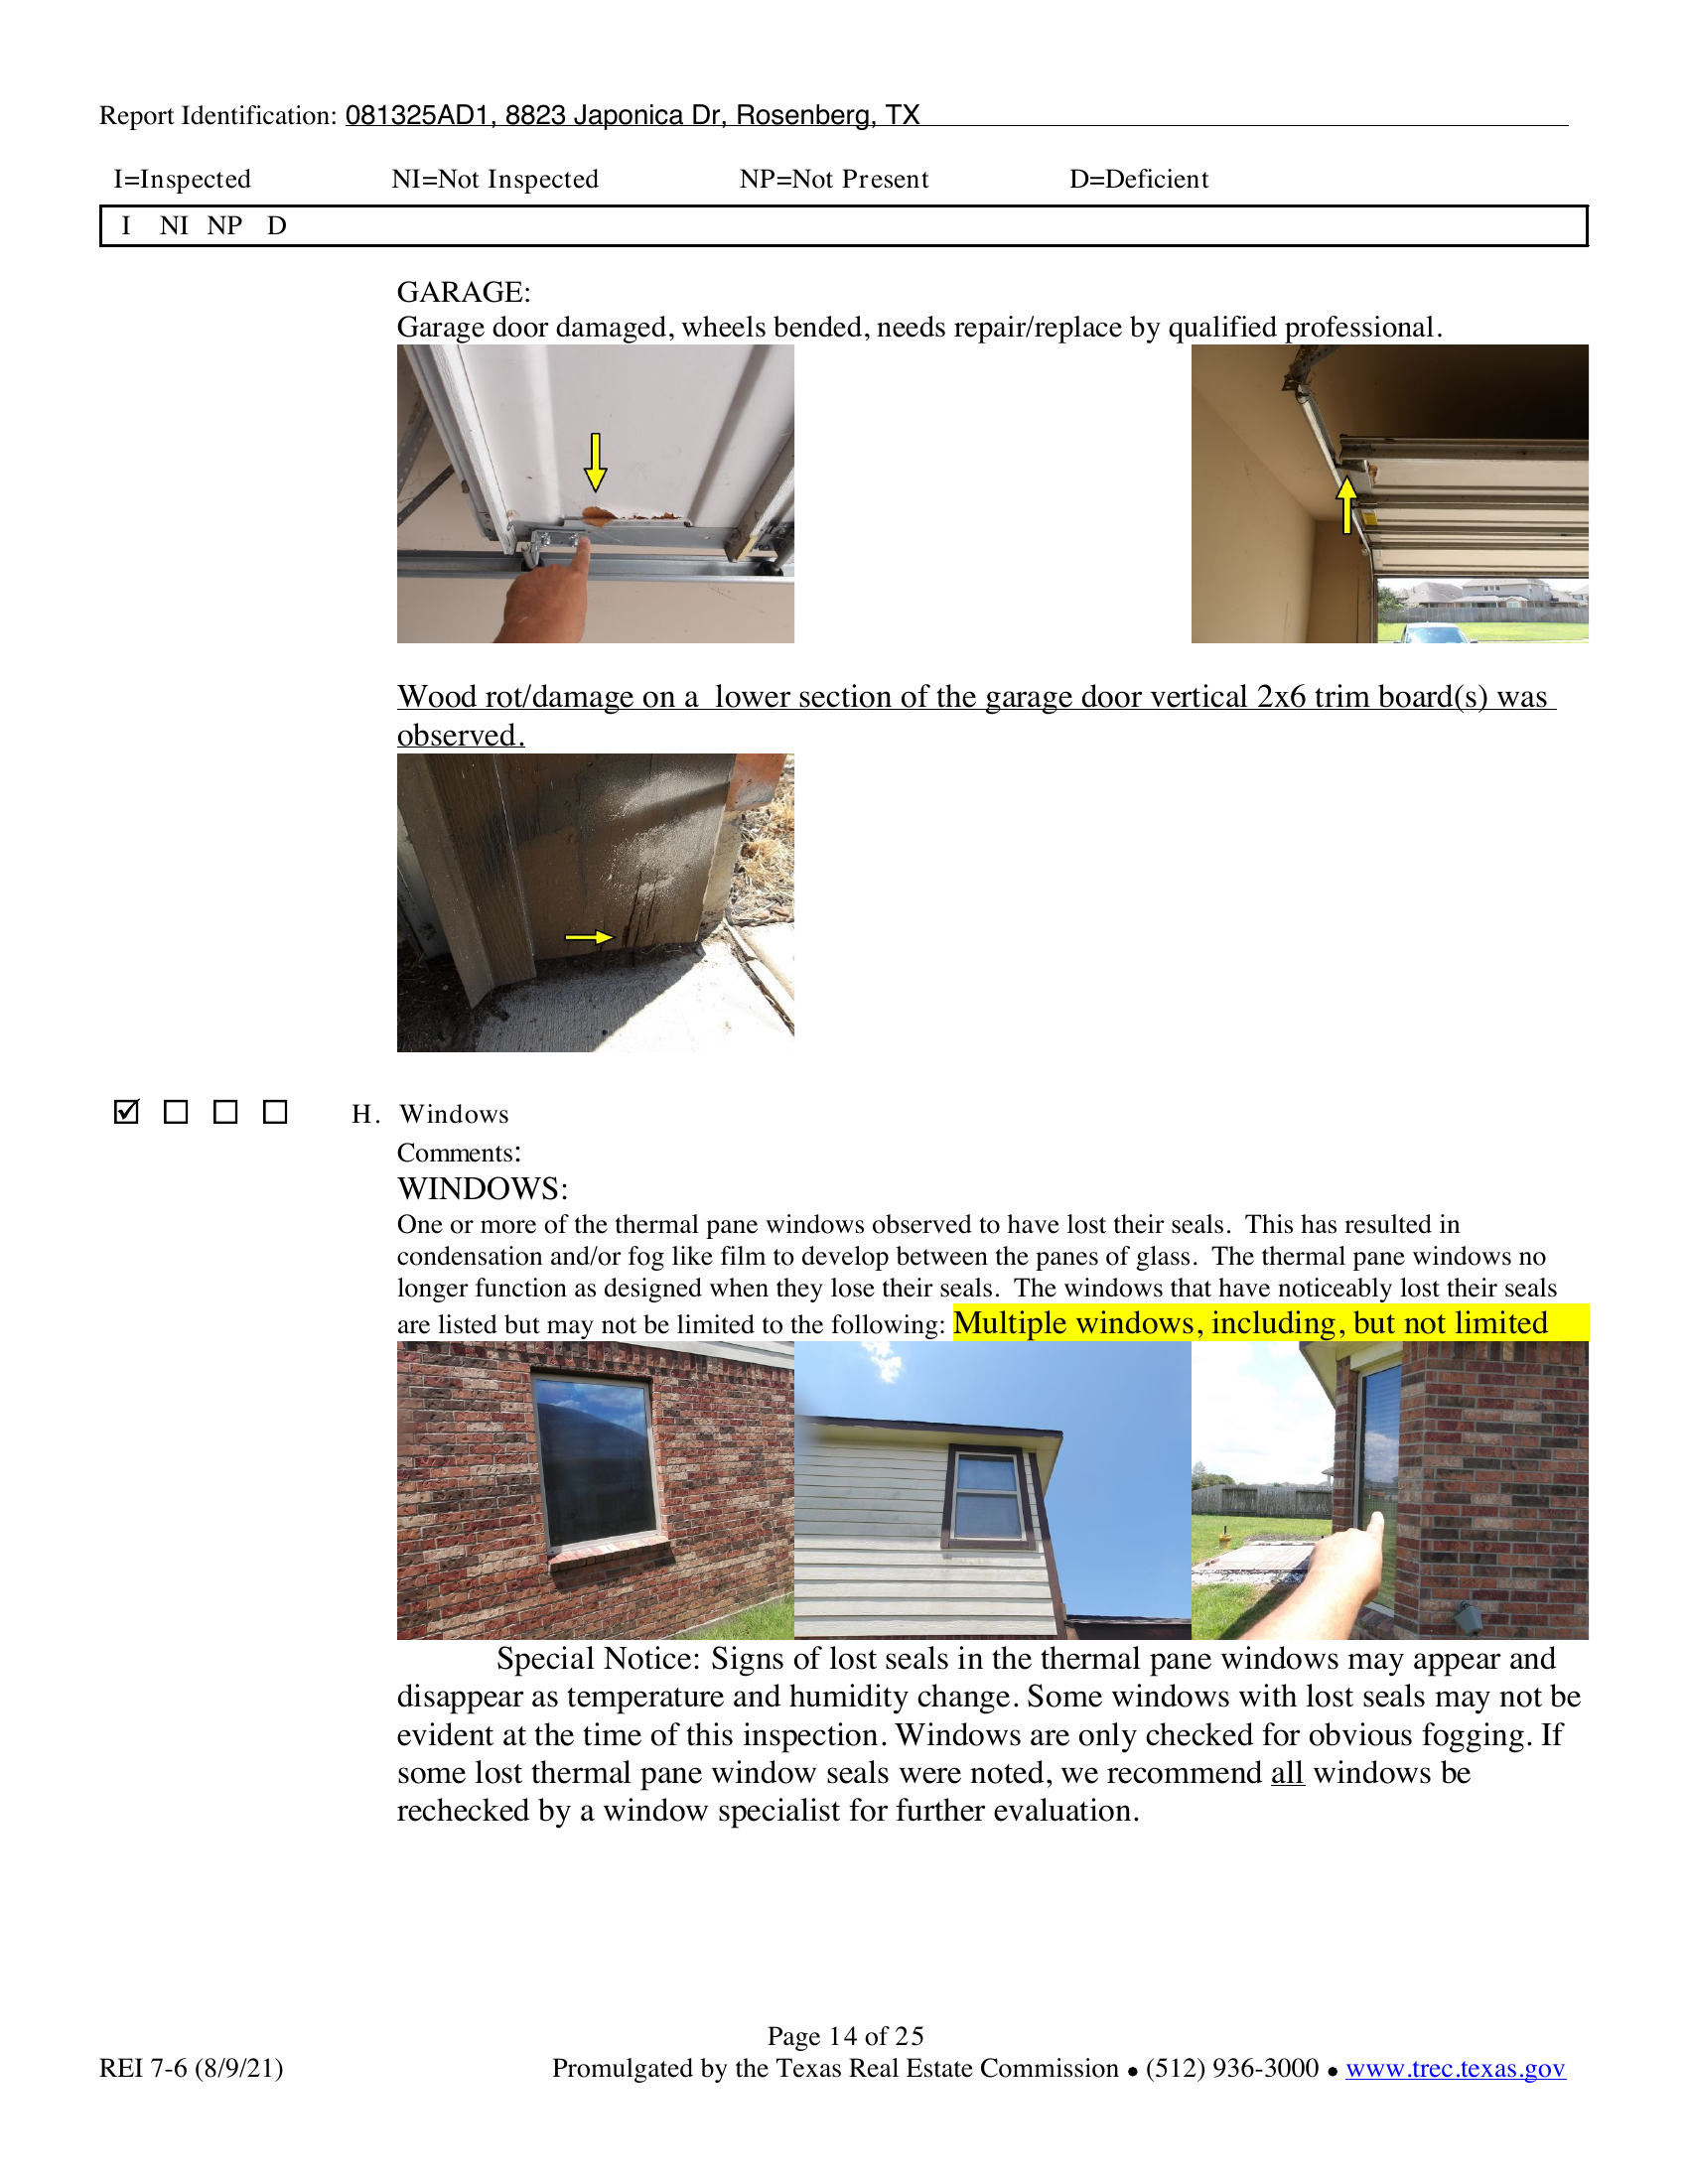 Report Identification: 081325AD1, 8823 Japonica Dr, Rosenberg, TX
I=Inspected NI=Not Inspected NP=Not Present D=Deficient
I NI NP D
GARAGE:
Garage door damaged, wheels bended, needs repair/replace by qualified professional.
Wood rot/damage on a lower section of the garage door vertical 2x6 trim board(s) was
observed.
H. Windows
Comments:
WINDOWS:
One or more of the thermal pane windows observed to have lost their seals. This has resulted in
condensation and/or fog like film to develop between the panes of glass. The thermal pane windows no
longer function as designed when they lose their seals. The windows that have noticeably lost their seals
are listed but may not be limited to the following: Multiple windows, including, but not limited
Special Notice: Signs of lost seals in the thermal pane windows may appear and
disappear as temperature and humidity change. Some windows with lost seals may not be
evident at the time of this inspection. Windows are only checked for obvious fogging. If
some lost thermal pane window seals were noted, we recommend all windows be
rechecked by a window specialist for further evaluation.
Page 14 of 25
REI 7-6 (8/9/21) Promulgated by the Texas Real Estate Commission ● (512) 936-3000 ● www.trec.texas.gov